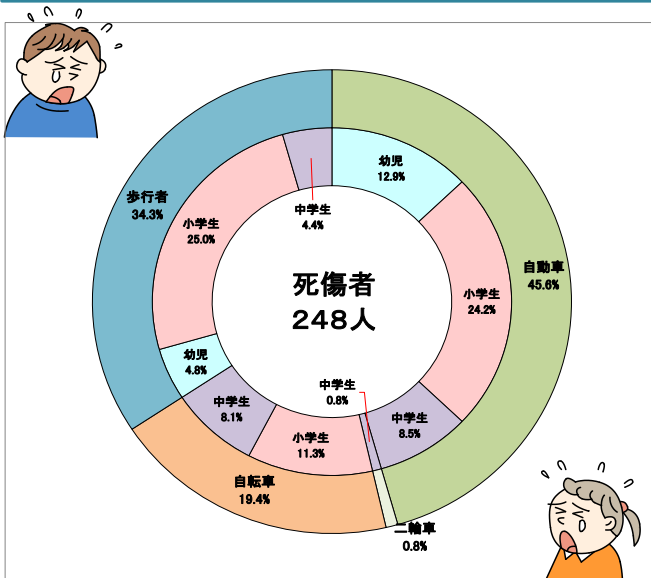 幼児
12.9%
中学生
4.4%
歩行者
34.3%
小学生
25.0%
自動車
45.6%
小学生
24.2%
死傷者
248人
幼児
4.8%
中学生
0.8%
中学生
8.1%
中学生
8.5%
小学生
11.3%
自転車
19.4%
二輪車
0.8%